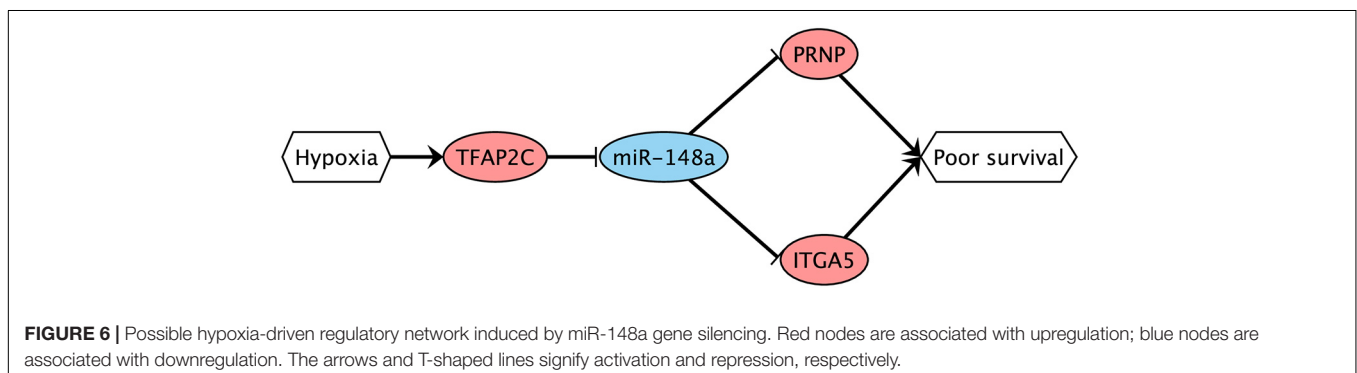 PRNP
Hypoxia TFAP2C miR-148a Poor survival
ITGA5
FIGURE 6 | Possible hypoxia-driven regulatory network induced by miR-148a gene silencing. Red nodes are associated with upregulation; blue nodes are
associated with downregulation. The arrows and T-shaped lines signify activation and repression, respectively.